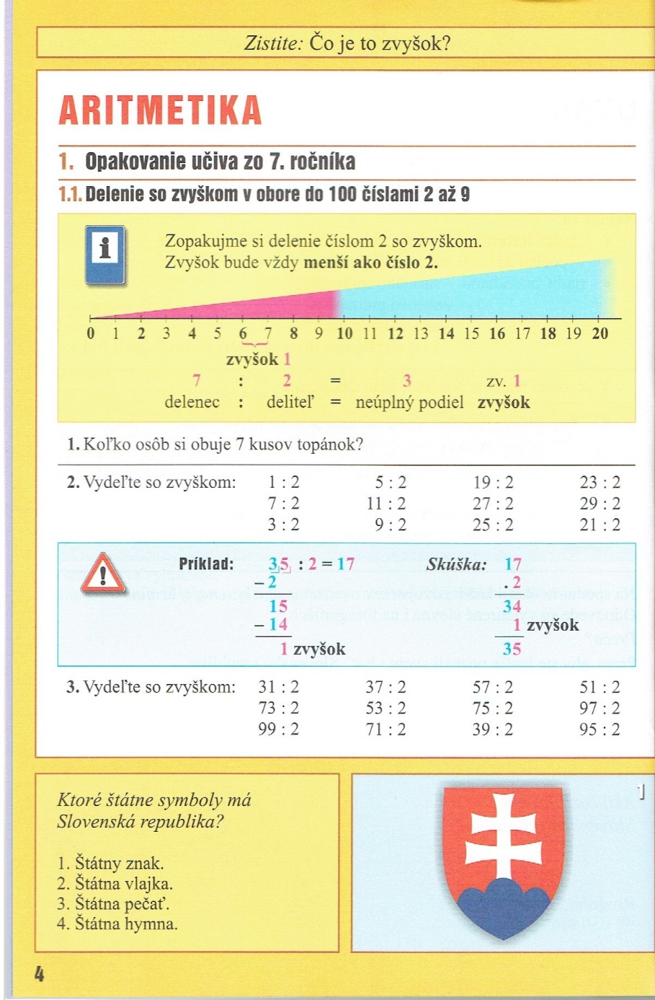 Zistite: Čo je to zvyšok?
ARITMETIKA
1. Opakovanie učiva zo 7. ročníka
1.1. Delenie so zvyškom v obore do 100 číslami 2 až 9
i
Zopakujme si delenie číslom 2 so zvyškom.
Zvyšok bude vždy menší ako číslo 2.
0 1 2 3 4 5 6 7 8 9 10 11 12 13 14 15 16 17 18 19 20
zvyšok 1
7 : 2 = 3 zv. 1
delenec : deliteľ = neúplný podiel zvyšok
1. Koľko osôb si obuje 7 kusov topánok?
2. Vydeľte so zvyškom: 1 : 2 5 : 2 19 : 2 23 : 2
7 : 2 11 : 2 27 : 2 29 : 2
3 : 2 9 : 2 25 : 2 21 : 2
! Príklad: 35 : 2 = 17 Skúška: 17
– 2 . 2
15 34
– 14 1 zvyšok
1 zvyšok 35
3. Vydeľte so zvyškom: 31 : 2 37 : 2 57 : 2 51 : 2
73 : 2 53 : 2 75 : 2 97 : 2
99 : 2 71 : 2 39 : 2 95 : 2
Ktoré štátne symboly má
Slovenská republika?
1. Štátny znak.
2. Štátna vlajka.
3. Štátna pečať.
4. Štátna hymna.
1
4